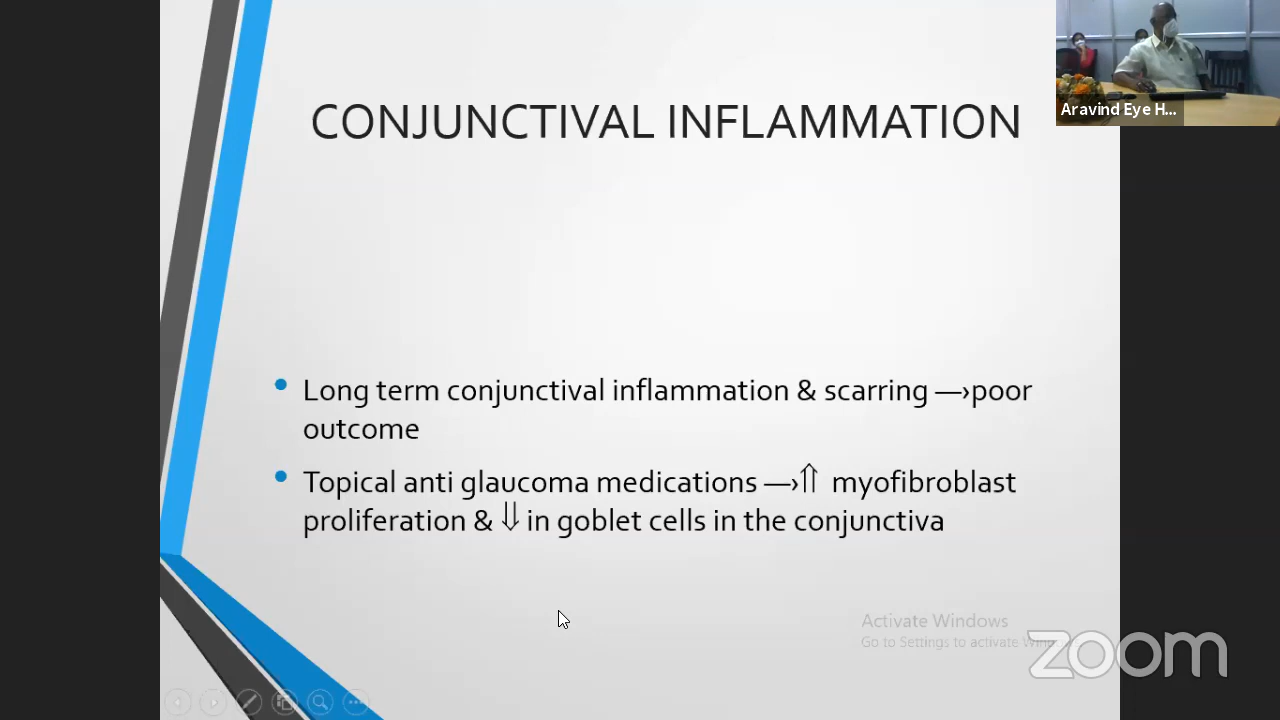 Aravind Eye H...
CONJUNCTIVAL INFLAMMATION
• Long term conjunctival inflammation & scarring —›poor
outcome
• Topical anti glaucoma medications —›⇑ myofibroblast
proliferation & ⇓ in goblet cells in the conjunctiva
Activate Windows
Go to Settings to activate
zoom